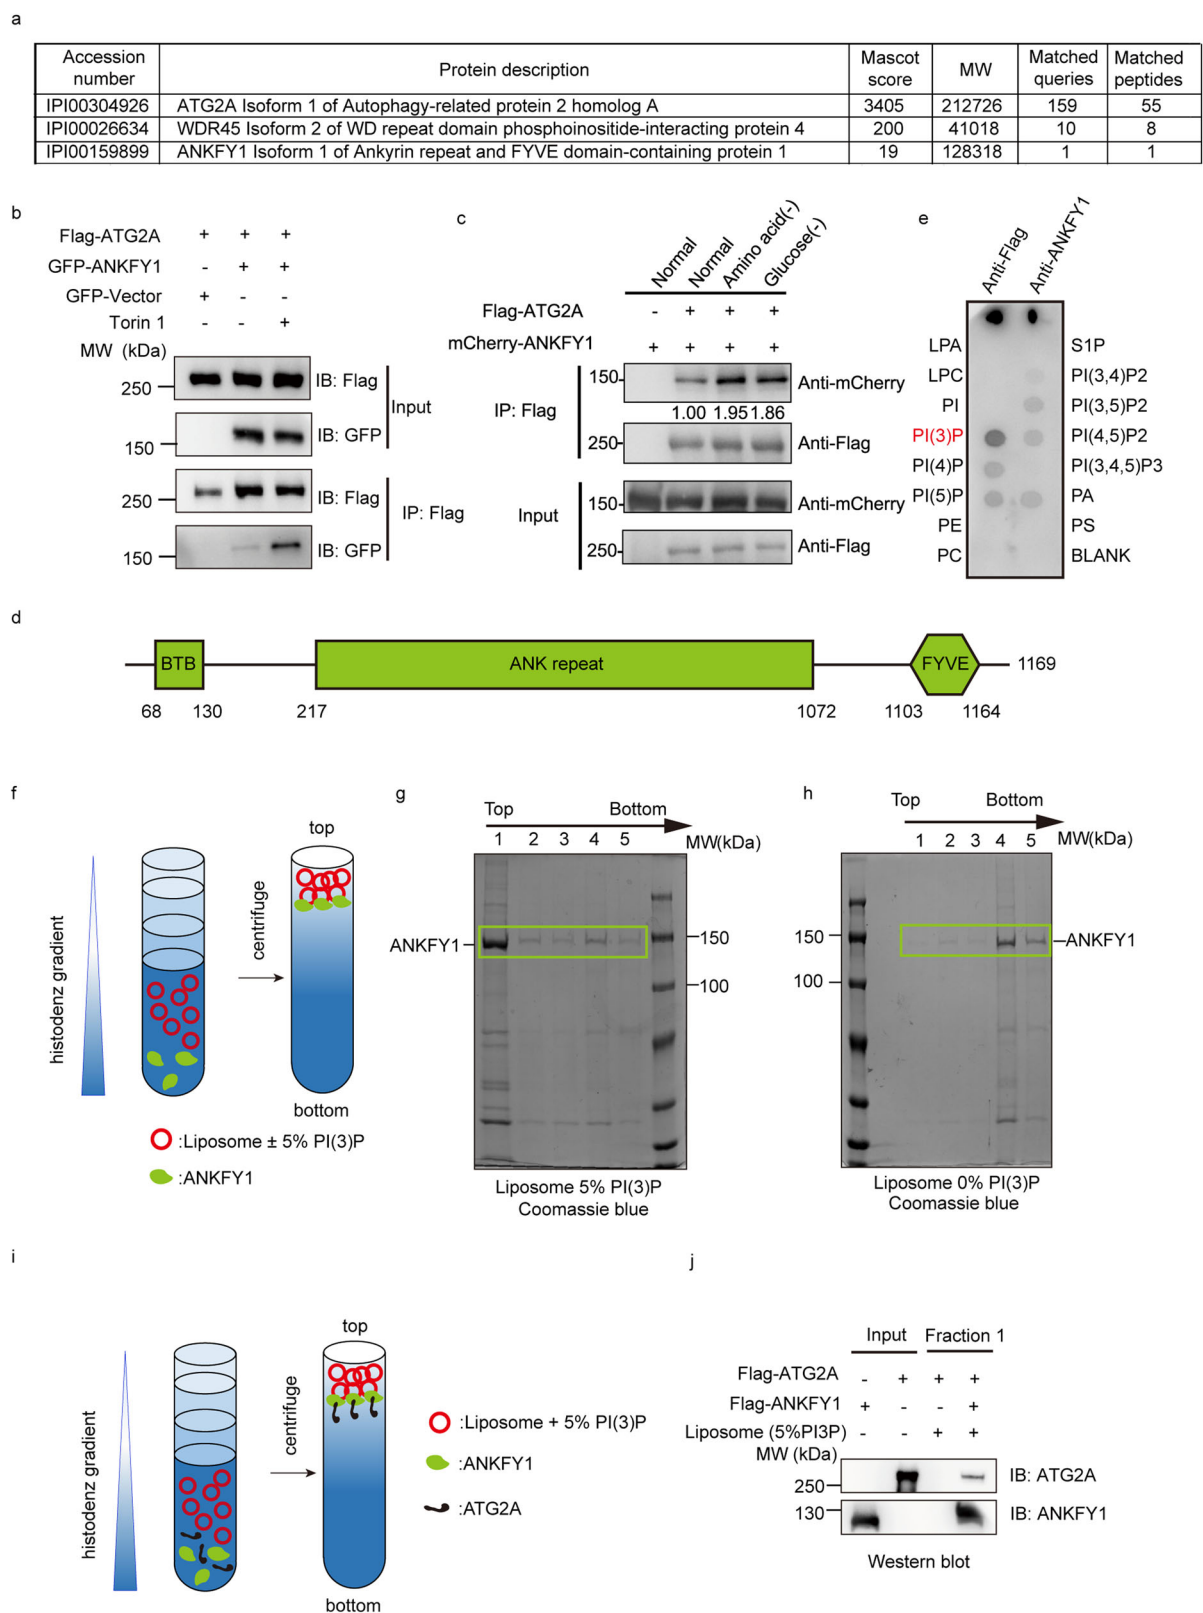 a
Accession number Protein description Mascot score MW Matched queries Matched peptides
IPI00304926 ATG2A Isoform 1 of Autophagy-related protein 2 homolog A 3405 212726 159 55
IPI00026634 WDR45 Isoform 2 of WD repeat domain phosphoinositide-interacting protein 4 200 41018 10 8
IPI00159899 ANKFY1 Isoform 1 of Ankyrin repeat and FYVE domain-containing protein 1 19 128318 1 1
b
Flag-ATG2A + + +
GFP-ANKFY1 - + +
GFP-Vector + - -
Torin 1 - - +
MW (kDa)
250 IB: Flag
Input
150 IB: GFP
250 IB: Flag
IP: Flag
150 IB: GFP
c
Normal Normal Amino acid(-) Glucose(-)
Flag-ATG2A - + + +
mCherry-ANKFY1 + + + +
150 Anti-mCherry
IP: Flag
1.00 1.95 1.86
250 Anti-Flag
Input
150 Anti-mCherry
250 Anti-Flag
e
Anti-Flag Anti-ANKFY1
LPA S1P
LPC PI(3,4)P2
PI PI(3,5)P2
PI(3)P PI(4,5)P2
PI(4)P PI(3,4,5)P3
PI(5)P PA
PE PS
PC BLANK
d
BTB ANK repeat FYVE 1169
68 130 217 1072 1103 1164
f
histodenz gradient
centrifuge
top
bottom
:Liposome ± 5% PI(3)P
:ANKFY1
g
Top Bottom
1 2 3 4 5 MW(kDa)
ANKFY1 150
100
Liposome 5% PI(3)P
Coomassie blue
h
Top Bottom
MW(kDa) 1 2 3 4 5
150 ANKFY1
100
Liposome 0% PI(3)P
Coomassie blue
i
histodenz gradient
centrifuge
top
bottom
:Liposome + 5% PI(3)P
:ANKFY1
:ATG2A
j
Input Fraction 1
Flag-ATG2A - + + +
Flag-ANKFY1 + - - +
Liposome (5%PI3P) - - + +
MW (kDa)
250 IB: ATG2A
130 IB: ANKFY1
Western blot